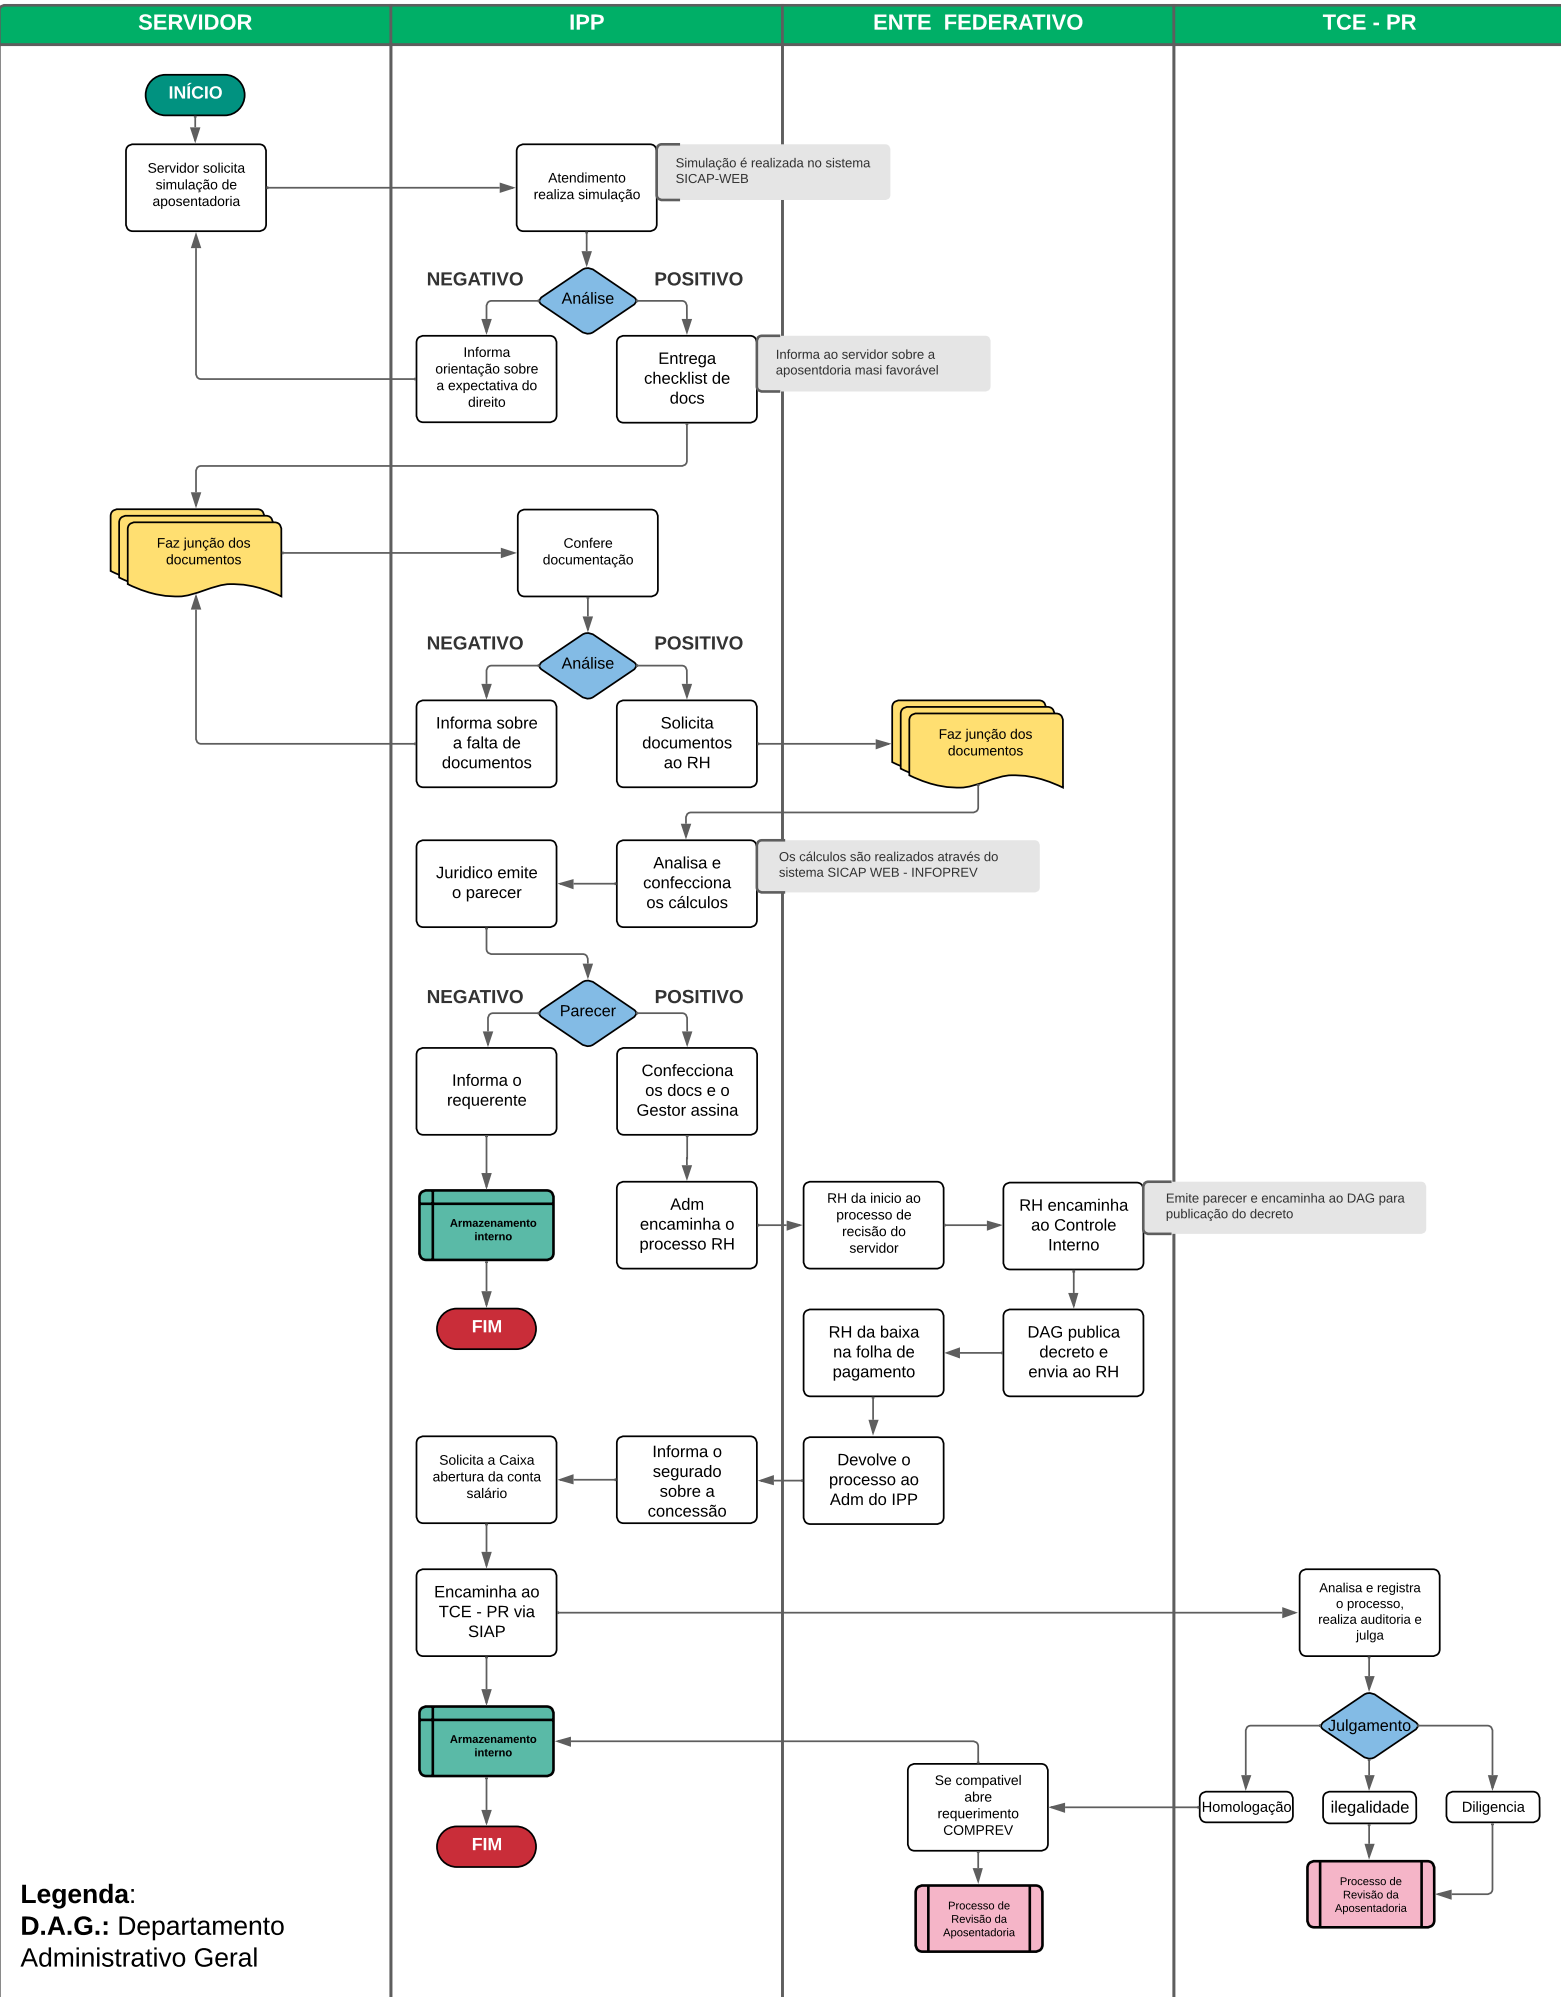 SERVIDOR
IPP
ENTE  FEDERATIVO
TCE - PR
INÍCIO
Servidor solicita
simulação de
aposentadoria
Atendimento
realiza simulação
Simulação é realizada no sistema
SICAP-WEB
NEGATIVO
Análise
POSITIVO
Informa
orientação sobre
a expectativa do
direito
Entrega
checklist de
docs
Informa ao servidor sobre a
aposentdoria masi favorável
Faz junção dos
documentos
Confere
documentação
NEGATIVO
Análise
POSITIVO
Informa sobre
a falta de
documentos
Solicita
documentos
ao RH
Faz junção dos
documentos
Juridico emite
o parecer
Analisa e
confecciona
os cálculos
Os cálculos são realizados através do
sistema SICAP WEB - INFOPREV
NEGATIVO
Parecer
POSITIVO
Informa o
requerente
Confecciona
os docs e o
Gestor assina
Armazenamento
interno
Adm
encaminha o
processo RH
RH da inicio ao
processo de
recisão do
servidor
RH encaminha
ao Controle
Interno
Emite parecer e encaminha ao DAG para
publicação do decreto
FIM
RH da baixa
na folha de
pagamento
DAG publica
decreto e
envia ao RH
Solicita a Caixa
abertura da conta
salário
Informa o
segurado
sobre a
concessão
Devolve o
processo ao
Adm do IPP
Encaminha ao
TCE - PR via
SIAP
Analisa e registra
o processo,
realiza auditoria e
julga
Armazenamento
interno
Julgamento
Se compativel
abre
requerimento
COMPREV
Homologação
ilegalidade
Diligencia
FIM
Processo de
Revisão da
Aposentadoria
Processo de
Revisão da
Aposentadoria
Legenda:
D.A.G.: Departamento
Administrativo Geral